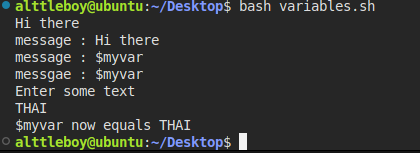 alttleboy@ubuntu:~/Desktop$ bash variables.sh
Hi there
message : Hi there
message : $myvar
messgae : $myvar
Enter some text
THAI
$myvar now equals THAI
alttleboy@ubuntu:~/Desktop$